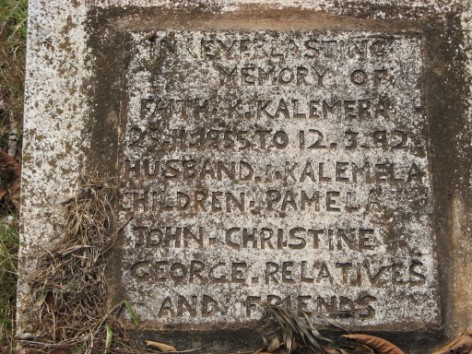 IN EVERLASTING
MEMORY OF
FAITH K. KALEMERA
TO 12.3.92
HUSBAND. I. KALEMELA
CHILDREN. PAMELA
JOHN. CHRISTINE
GEORGE. RELATIVES
AND FRIENDS